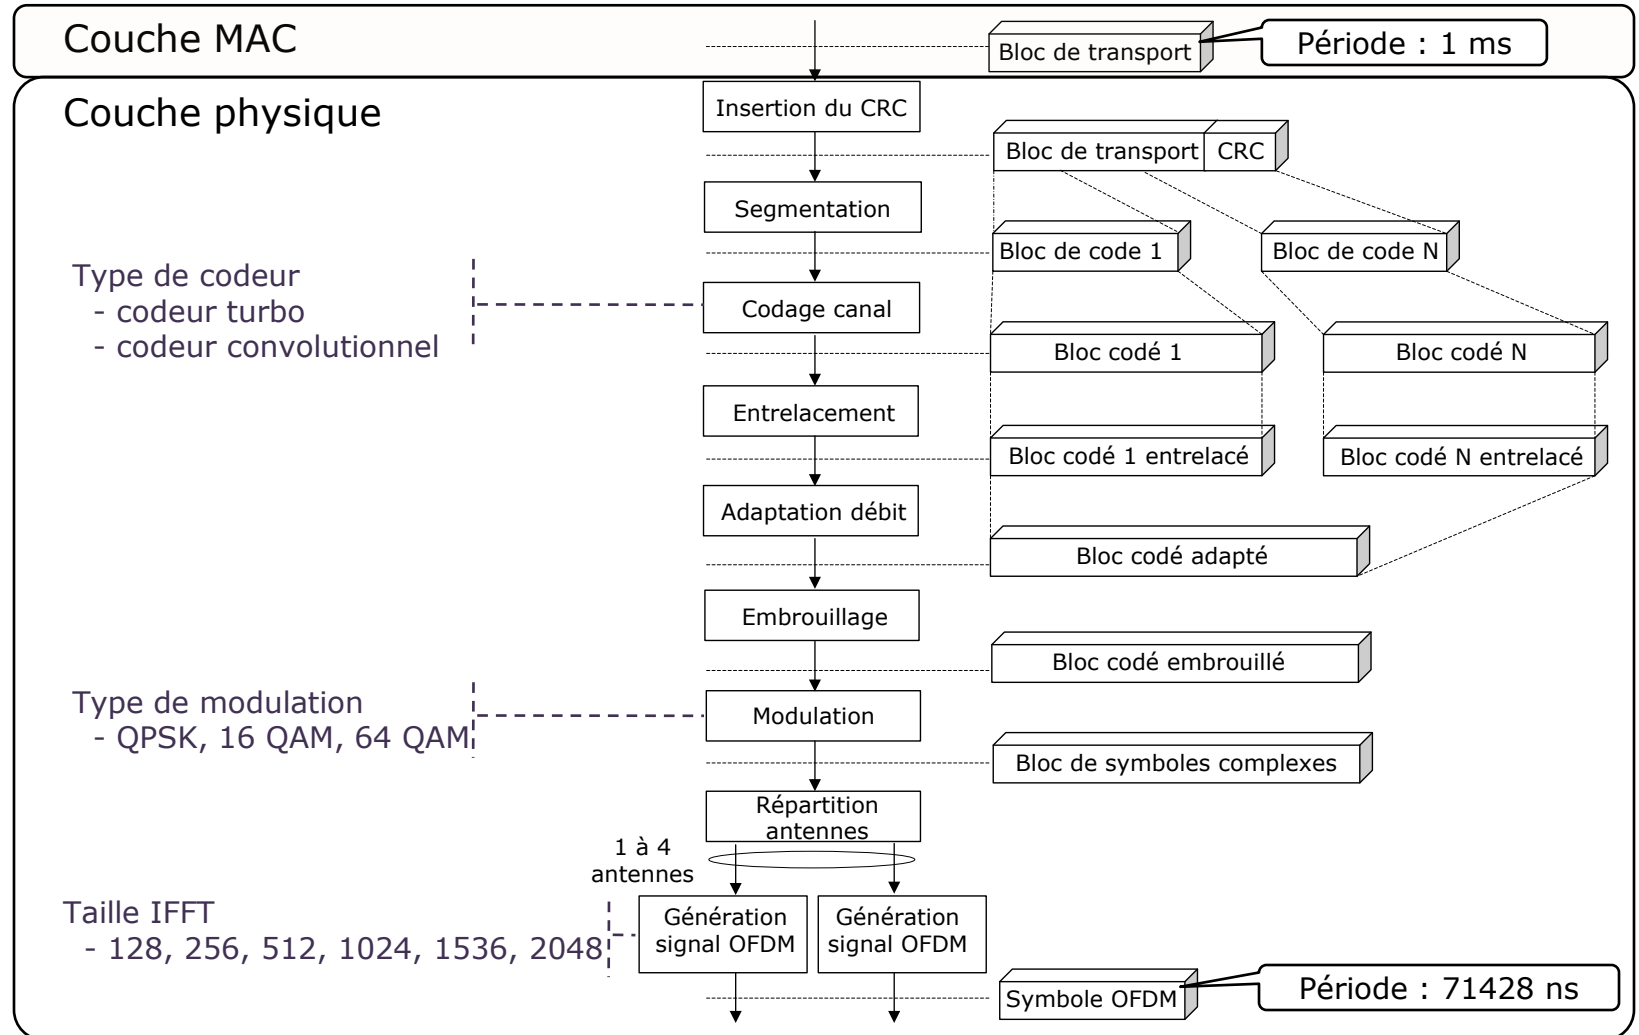 Couche MAC
Bloc de transport
Période : 1 ms
Couche physique
Insertion du CRC
Bloc de transport
CRC
Segmentation
Bloc de code 1
Bloc de code N
Type de codeur
- codeur turbo
- codeur convolutionnel
Codage canal
Bloc codé 1
Bloc codé N
Entrelacement
Bloc codé 1 entrelacé
Bloc codé N entrelacé
Adaptation débit
Bloc codé adapté
Embrouillage
Bloc codé embrouillé
Type de modulation
- QPSK, 16 QAM, 64 QAM
Modulation
Bloc de symboles complexes
Répartition
antennes
1 à 4
antennes
Taille IFFT
- 128, 256, 512, 1024, 1536, 2048
Génération
signal OFDM
Génération
signal OFDM
Symbole OFDM
Période : 71428 ns